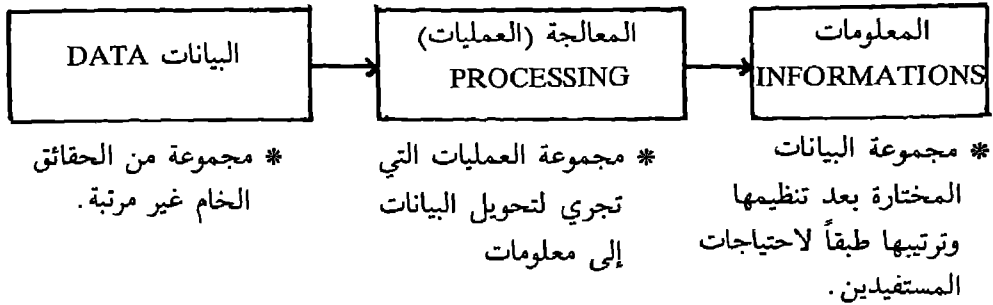 البيانات DATA
المعالجة (العمليات)
PROCESSING
المعلومات
INFORMATIONS
* مجموعة من الحقائق
الخام غير مرتبة.
* مجموعة العمليات التي
تجري لتحويل البيانات
إلى معلومات
* مجموعة البيانات
المختارة بعد تنظيمها
وترتيبها طبقاً لاحتياجات
المستفيدين.